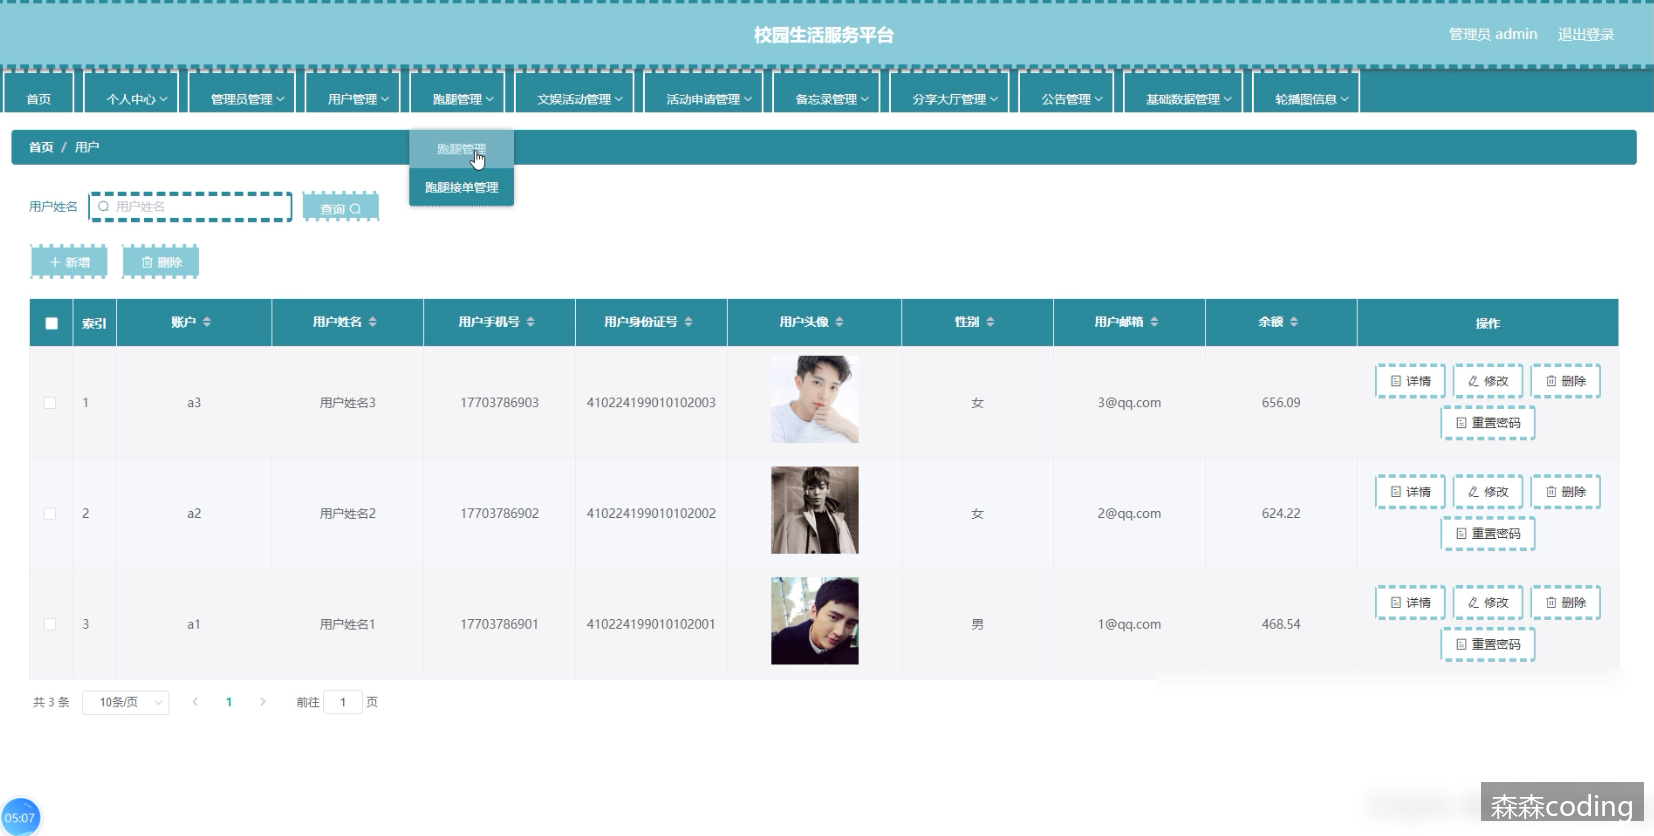 校园生活服务平台
管理员 admin 退出登录
首页 个人中心 管理员管理 用户管理 跑腿管理 文娱活动管理 活动申请管理 备忘录管理 分享大厅管理 公告管理 基础数据管理 轮播图信息
首页 / 用户
跑腿管理
跑腿接单管理
用户姓名 用户姓名 查询
新增 删除
索引 账户 用户姓名 用户手机号 用户身份证号 用户头像 性别 用户邮箱 余额 操作
1 a3 用户姓名3 17703786903 410224199010102003 女 3@qq.com 656.09 详情 修改 删除
重置密码
2 a2 用户姓名2 17703786902 410224199010102002 女 2@qq.com 624.22 详情 修改 删除
重置密码
3 a1 用户姓名1 17703786901 410224199010102001 男 1@qq.com 468.54 详情 修改 删除
重置密码
共 3 条 10条/页 1 前往 1 页
05:07
森森coding